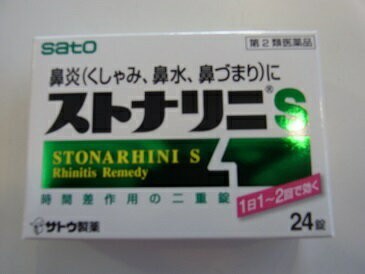 sato
第2類医薬品
鼻炎(くしゃみ、鼻水、鼻づまり)に
ストナリニ®S
STONARHINI S
Rhinitis Remedy
時間差作用の二重錠
1日1~2回で効く
サトウ製薬
24錠